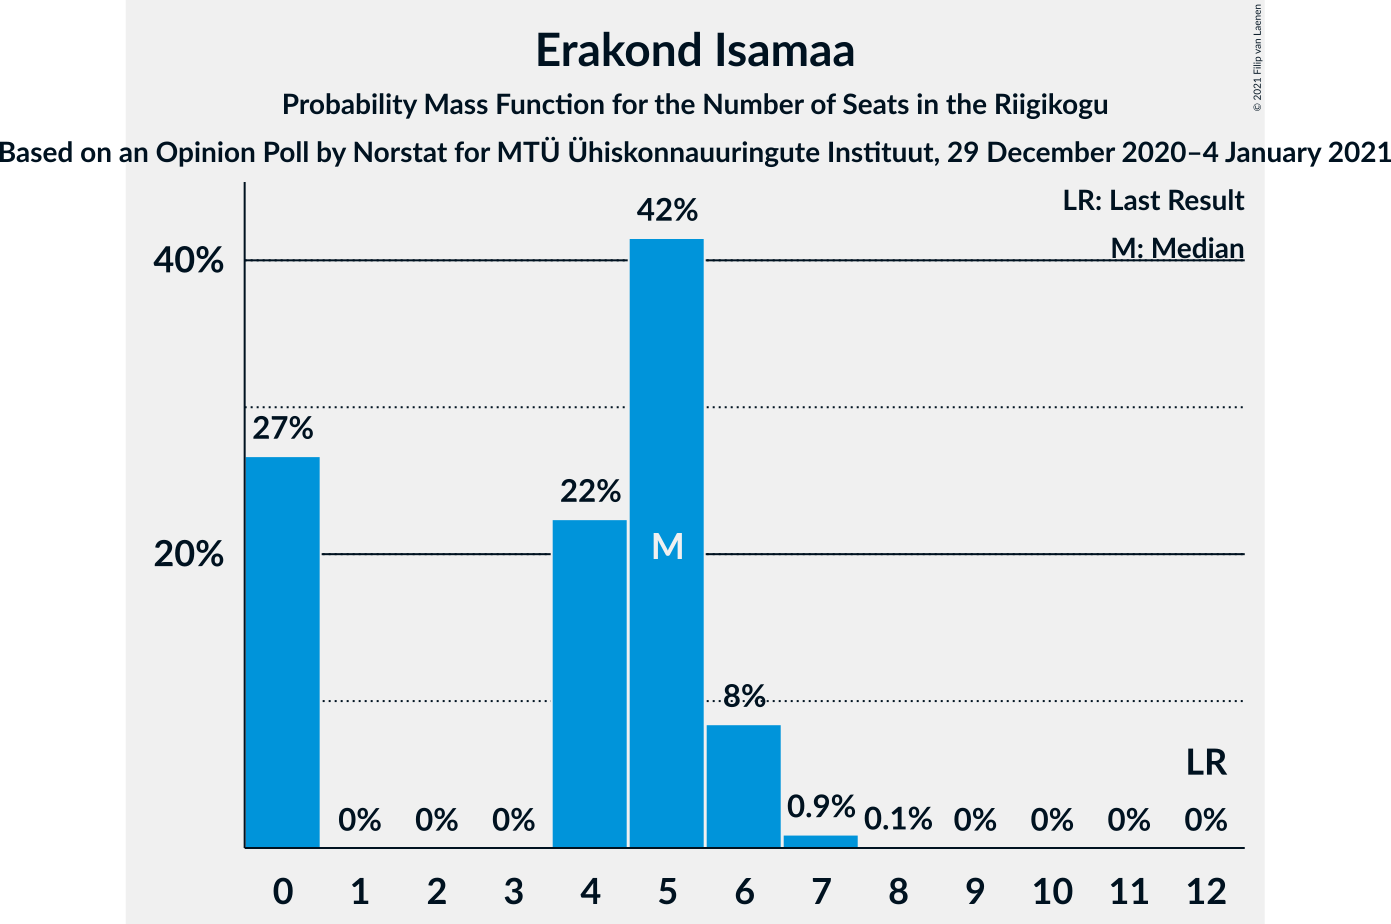 Erakond Isamaa
Probability Mass Function for the Number of Seats in the Riigikogu
Based on an Opinion Poll by Norstat for MTÜ Ühiskonnauuringute Instituut, 29 December 2020–4 January 2021
© 2021 Filip van Laenen
LR: Last Result
M: Median
40%
20%
27%
0%
0%
0%
22%
42%
M
8%
0.9%
0.1%
0%
0%
0%
LR
0%
0 1 2 3 4 5 6 7 8 9 10 11 12